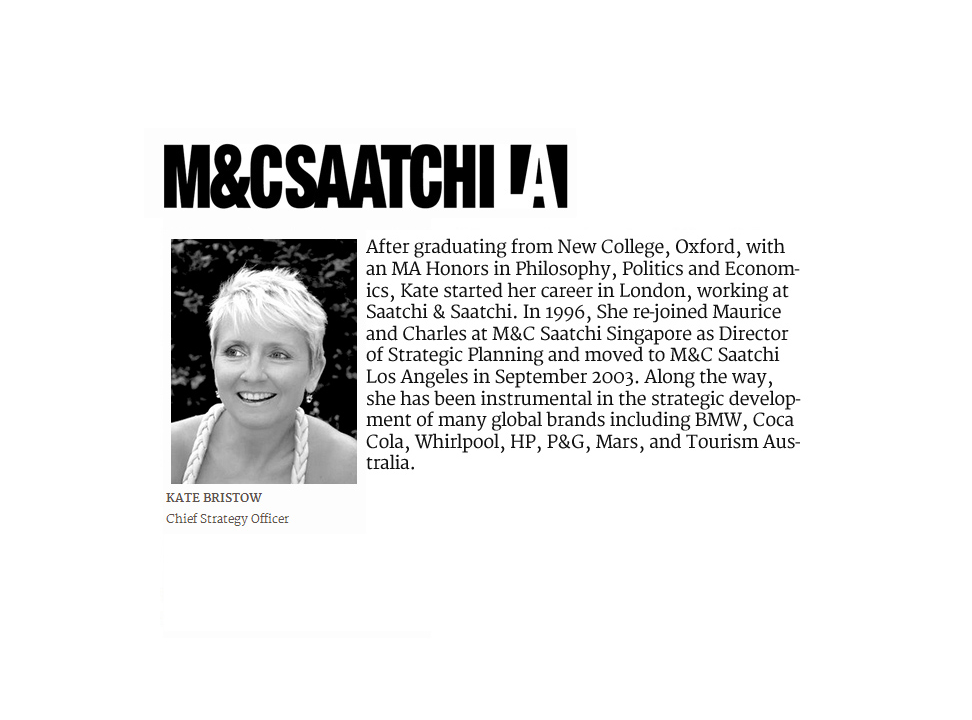 M&CSAATCHI LA
After graduating from New College, Oxford, with
an MA Honors in Philosophy, Politics and Econom-
ics, Kate started her career in London, working at
Saatchi & Saatchi. In 1996, She re-joined Maurice
and Charles at M&C Saatchi Singapore as Director
of Strategic Planning and moved to M&C Saatchi
Los Angeles in September 2003. Along the way,
she has been instrumental in the strategic develop-
ment of many global brands including BMW, Coca
Cola, Whirlpool, HP, P&G, Mars, and Tourism Aus-
tralia.
KATE BRISTOW
Chief Strategy Officer